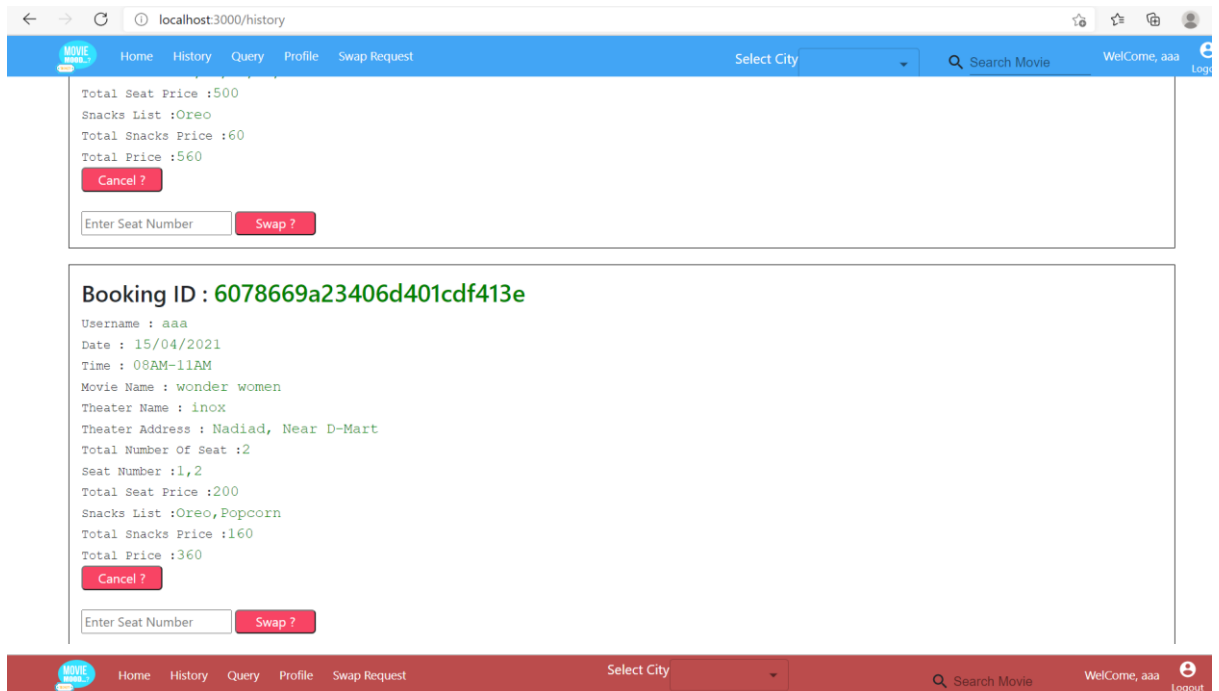 localhost:3000/history
MOVIE MOOD..?
Home History Query Profile Swap Request Select City Search Movie WelCome, aaa
Total Seat Price :500
Snacks List :Oreo
Total Snacks Price :60
Total Price :560
Cancel ?
Enter Seat Number Swap ?
Booking ID : 6078669a23406d401cdf413e
Username : aaa
Date : 15/04/2021
Time : 08AM-11AM
Movie Name : wonder women
Theater Name : inox
Theater Address : Nadiad, Near D-Mart
Total Number Of Seat :2
Seat Number :1,2
Total Seat Price :200
Snacks List :Oreo,Popcorn
Total Snacks Price :160
Total Price :360
Cancel ?
Enter Seat Number Swap ?
MOVIE MOOD..?
Home History Query Profile Swap Request Select City Search Movie WelCome, aaa
Logout